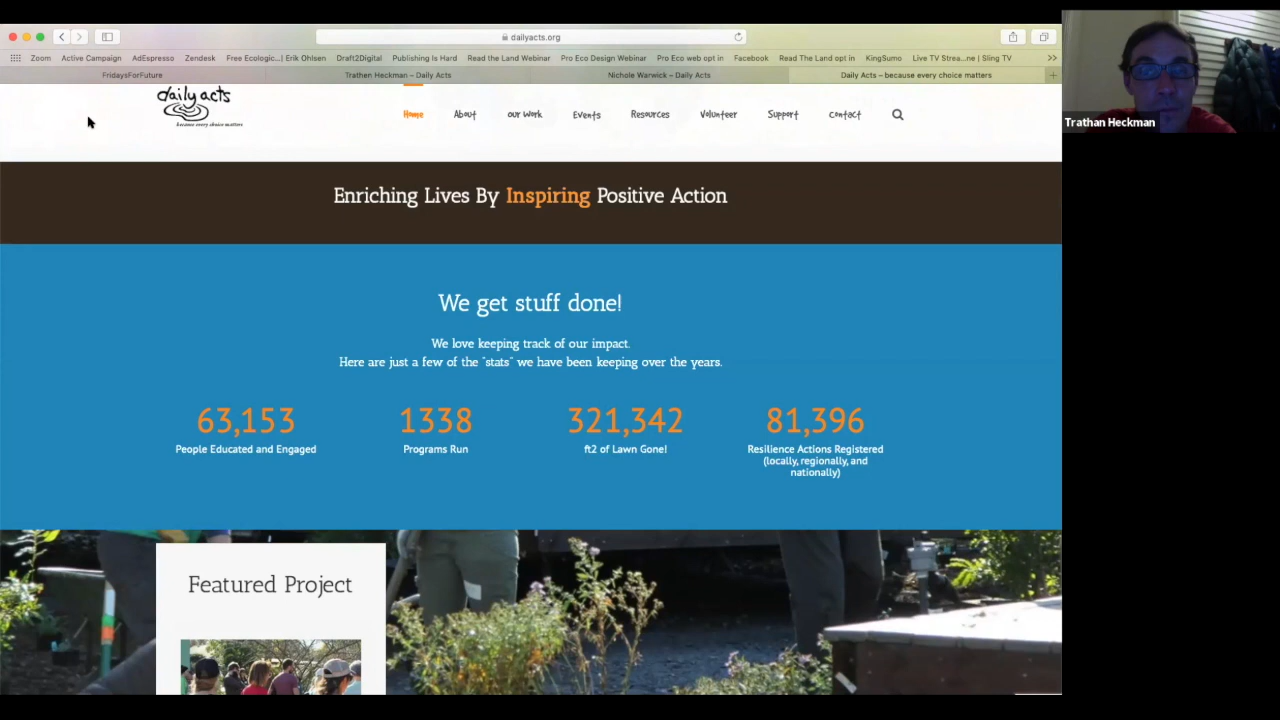 dailyacts.org
Zoom Active Campaign AdEspresso Zendesk Free Ecologic...| Erik Ohlsen Draft2Digital Publishing Is Hard Read the Land Webinar Pro Eco Design Webinar Pro Eco web opt in Facebook Read The Land opt in KingSumo Live TV Strea...ne | Sling TV
FridaysForFuture Trathen Heckman – Daily Acts Nichole Warwick – Daily Acts Daily Acts – because every choice matters
daily acts
because every choice matters
Home About our Work Events Resources Volunteer Support Contact
Trathan Heckman
Enriching Lives By Inspiring Positive Action
We get stuff done!
We love keeping track of our impact.
Here are just a few of the "stats" we have been keeping over the years.
63,153 1338 321,342 81,396
People Educated and Engaged Programs Run ft2 of Lawn Gone! Resilience Actions Registered
(locally, regionally, and
nationally)
Featured Project